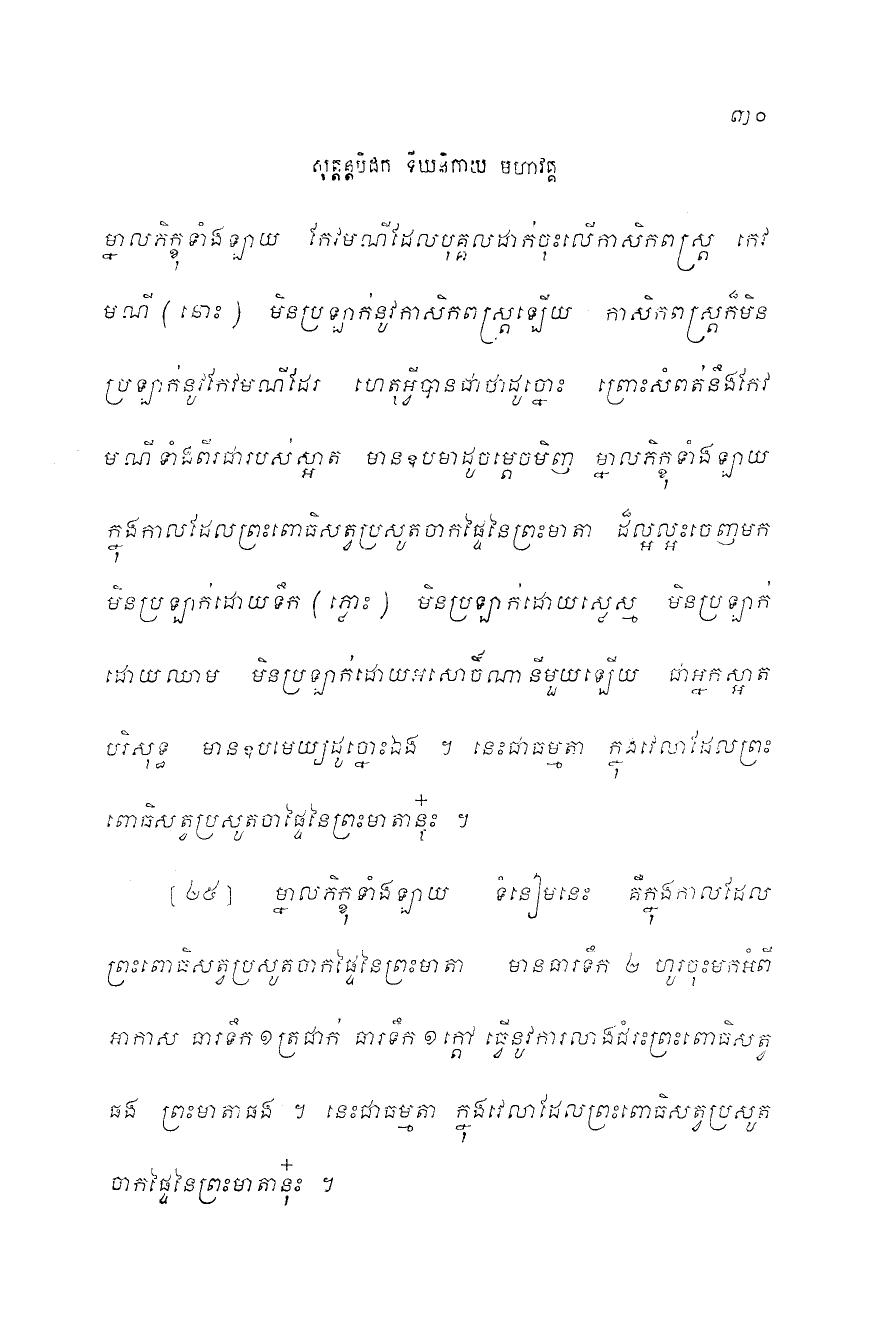 ៣០
សុត្តន្តបិដក ទីឃនិកាយ មហាវគ្គ
ម្នាលភិក្ខុទាំងឡាយ កែវមណីដែលបុគ្គលដាក់ចុះលើកាសិកពស្ត្រ កែវ
មណី ( នោះ ) មិនប្រឡាក់នូវកាសិកពស្ត្រឡើយ កាសិកពស្ត្រក៏មិន
ប្រឡាក់នូវកែវមណីដែរ ហេតុអ្វីបានជាថាដូច្នោះ ព្រោះសំពត់នឹងកែវ
មណីទាំងពីរជារបស់ស្អាត មានឧបមាដូចម្តេចមិញ ម្នាលភិក្ខុទាំងឡាយ
ក្នុងកាលដែលព្រះពោធិសត្វប្រសូតចាកផ្ទៃនៃព្រះមាតា ដ៏ល្អល្អះចេញមក
មិនប្រឡាក់ដោយទឹក ( ភ្លោះ ) មិនប្រឡាក់ដោយស្លេស្ម មិនប្រឡាក់
ដោយឈាម មិនប្រឡាក់ដោយអសោចិ៍ណានីមួយឡើយ ជាអ្នកស្អាត
បរិសុទ្ធ មានឧបមេយ្យដូច្នោះឯង ។ នេះជាធម្មតា ក្នុងវេលាដែលព្រះ
ពោធិសត្វប្រសូតចាផ្ទៃនៃព្រះមាតានុ៎ះ ។
[ ២៥ ] ម្នាលភិក្ខុទាំងឡាយ ទំនៀមនេះ គឺក្នុងកាលដែល
ព្រះពោធិសត្វប្រសូតចាកផ្ទៃនៃព្រះមាតា មានធារទឹក ២ ហូរចុះមកអំពី
អាកាស ធារទឹក ១ ត្រជាក់ ធារទឹក ១ ក្តៅ ធ្វើនូវការលាងជំរះព្រះពោធិសត្វ
ផង ព្រះមាតាផង ។ នេះជាធម្មតា ក្នុងវេលាដែលព្រះពោធិសត្វប្រសូត
ចាកផ្ទៃនៃព្រះមាតានុ៎ះ ។